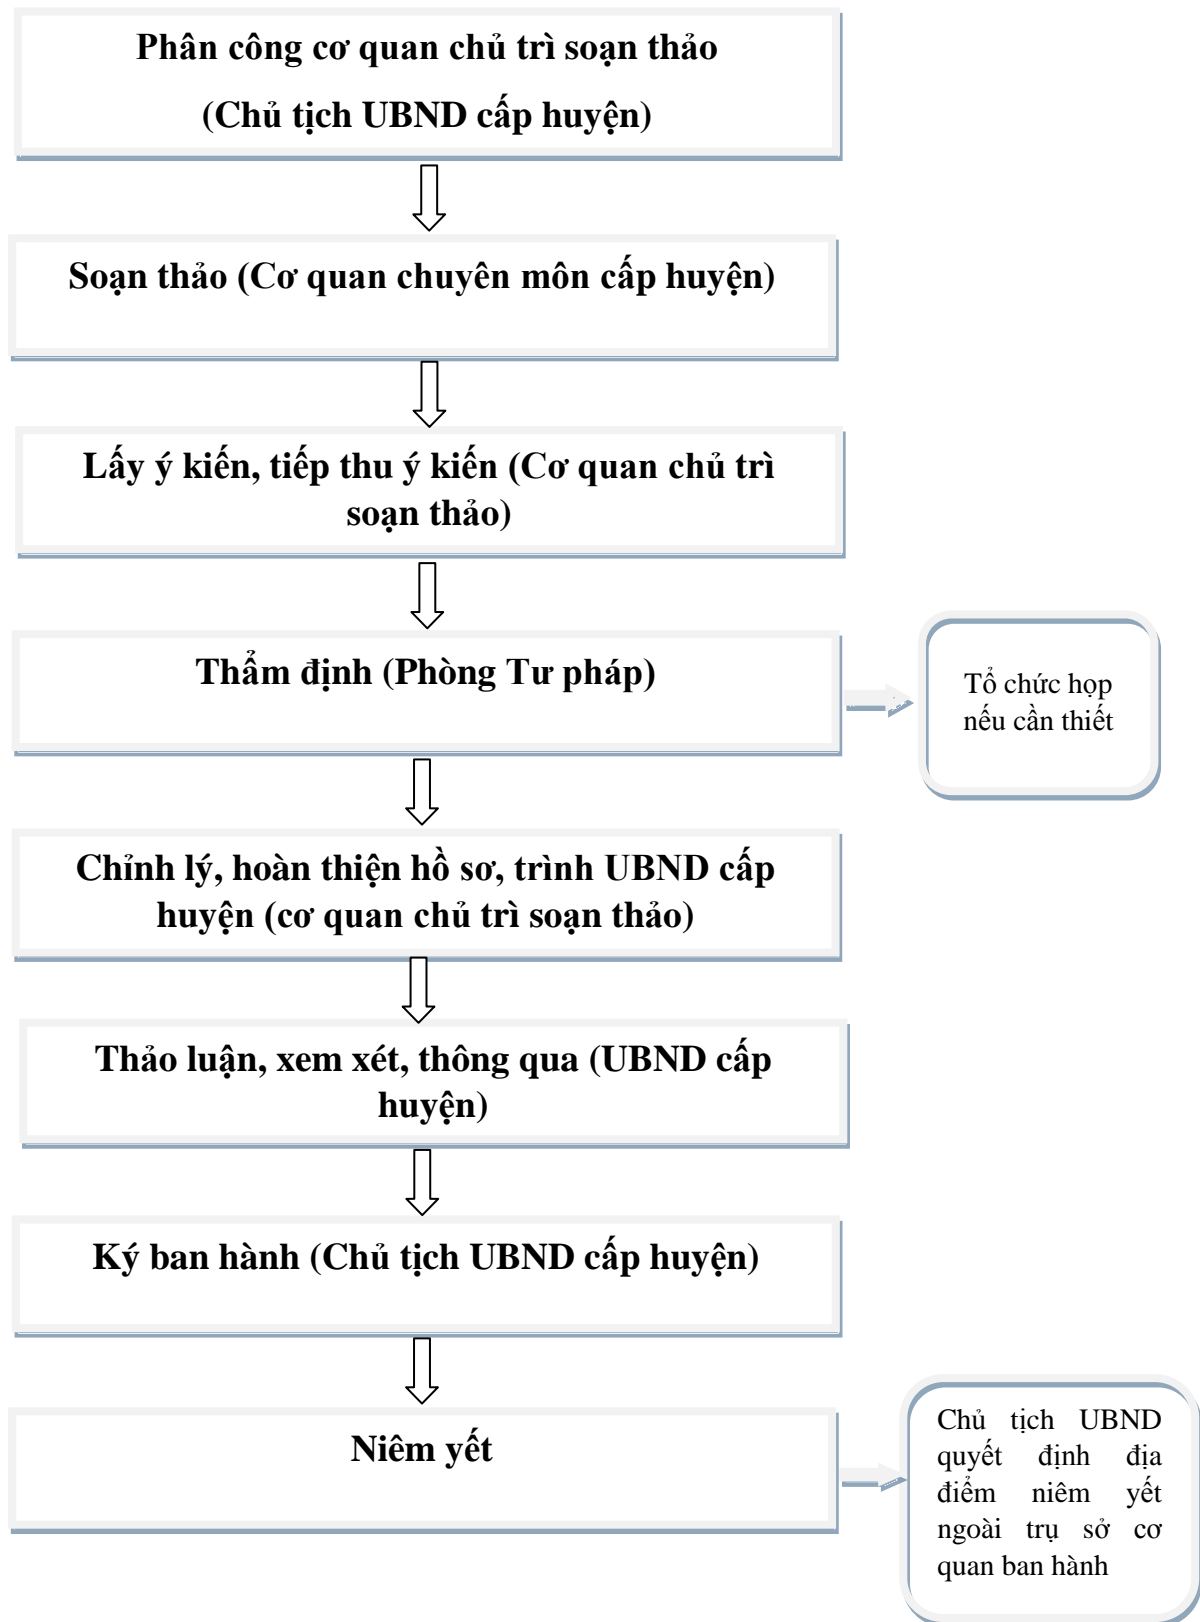 Phân công cơ quan chủ trì soạn thảo
(Chủ tịch UBND cấp huyện)
Soạn thảo (Cơ quan chuyên môn cấp huyện)
Lấy ý kiến, tiếp thu ý kiến (Cơ quan chủ trì
soạn thảo)
Thẩm định (Phòng Tư pháp)
Tổ chức họp
nếu cần thiết
Chỉnh lý, hoàn thiện hồ sơ, trình UBND cấp
huyện (cơ quan chủ trì soạn thảo)
Thảo luận, xem xét, thông qua (UBND cấp
huyện)
Ký ban hành (Chủ tịch UBND cấp huyện)
Niêm yết
Chủ tịch UBND
quyết định địa
điểm niêm yết
ngoài trụ sở cơ
quan ban hành